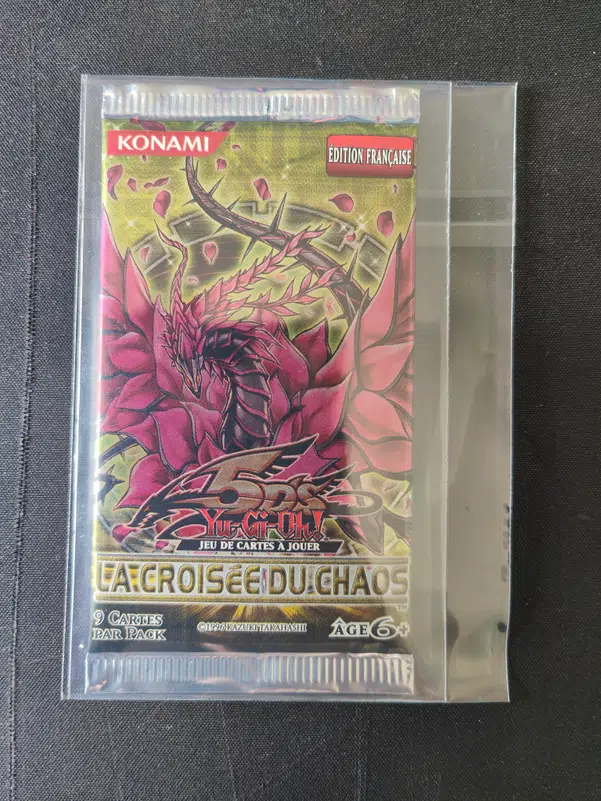 KONAMI
ÉDITION FRANÇAISE
5D's
Yu-Gi-Oh!
JEU DE CARTES À JOUER
LA CROISÉE DU CHAOS
™
9 CARTES
PAR PACK
©1996 KAZUKI TAKAHASHI
ÂGE 6+